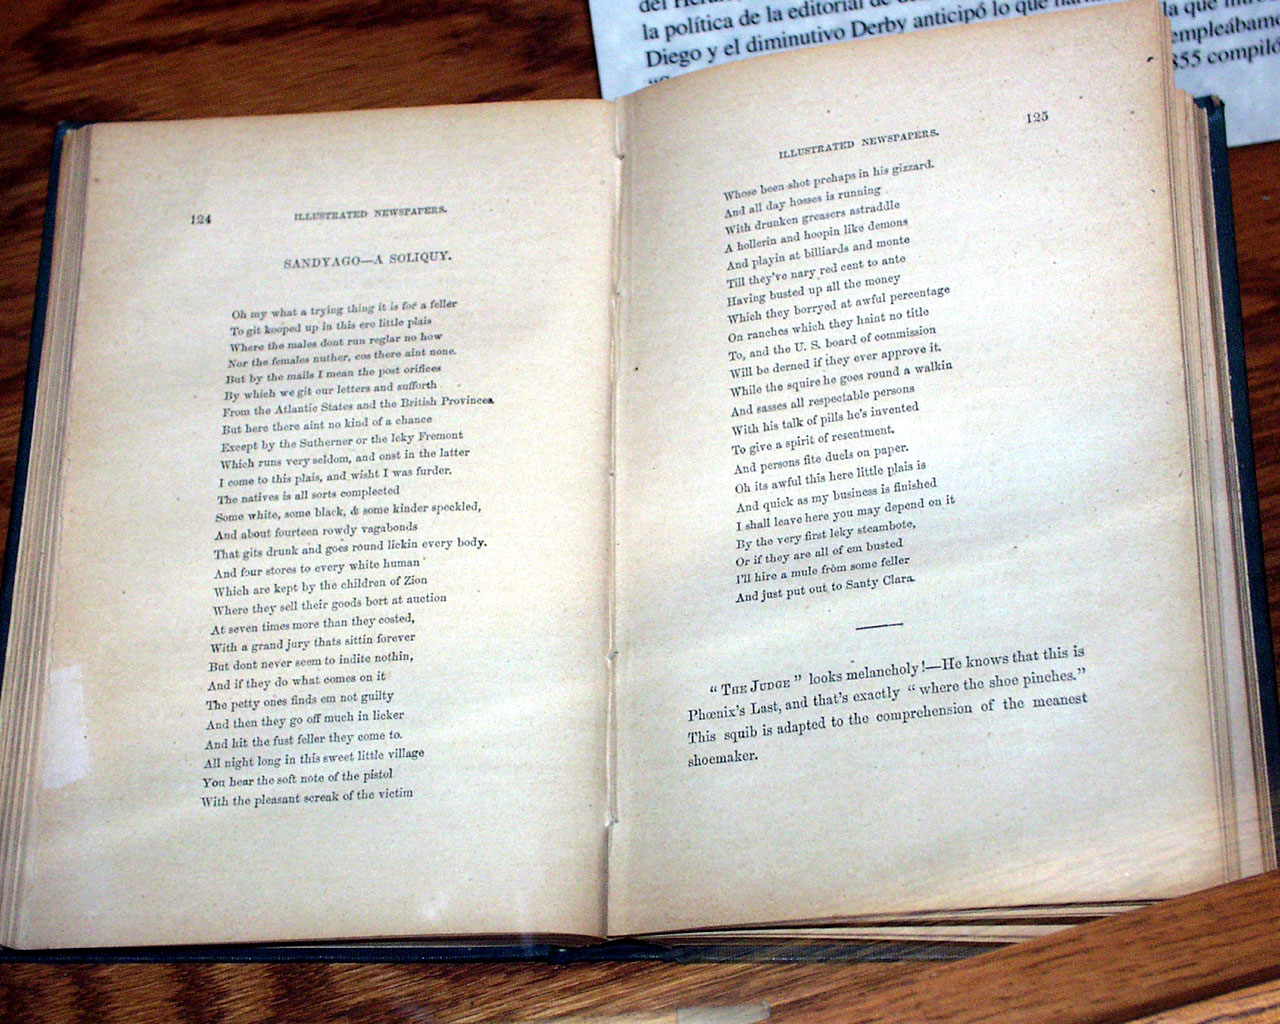 la política de la editorial de
Diego y el diminutivo Derby anticipó lo que
la que
empleábamos
855 compiló
124
ILLUSTRATED NEWSPAPERS.
SANDYAGO—A SOLIQUY.
Oh my what a trying thing it is for a feller
To git kooped up in this ere little plais
Where the males dont run reglar no how
Nor the females nuther, cos there aint none.
But by the mails I mean the post orifices
By which we git our letters and sufforth
From the Atlantic States and the British Provinces
But here there aint no kind of a chance
Except by the Sutherner or the leky Fremont
Which runs very seldom, and onst in the latter
I come to this plais, and wisht I was furder.
The natives is all sorts complected
Some white, some black, & some kinder speckled,
And about fourteen rowdy vagabonds
That gits drunk and goes round lickin every body.
And four stores to every white human
Which are kept by the children of Zion
Where they sell their goods bort at auction
At seven times more than they costed,
With a grand jury thats sittin forever
But dont never seem to indite nothin,
And if they do what comes on it
The petty ones finds em not guilty
And then they go off much in licker
And hit the fust feller they come to.
All night long in this sweet little village
You hear the soft note of the pistol
With the pleasant screak of the victim
125
ILLUSTRATED NEWSPAPERS.
Whose been shot prehaps in his gizzard.
And all day hosses is running
With drunken greasers astraddle
A hollerin and hoopin like demons
And playin at billiards and monte
Till they've nary red cent to ante
Having busted up all the money
Which they borryed at awful percentage
On ranches which they haint no title
To, and the U. S. board of commission
Will be derned if they ever approve it.
While the squire he goes round a walkin
And sasses all respectable persons
With his talk of pills he's invented
To give a spirit of resentment.
And persons fite duels on paper.
Oh its awful this here little plais is
And quick as my business is finished
I shall leave here you may depend on it
By the very first leky steambote,
Or if they are all of em busted
I'll hire a mule from some feller
And just put out to Santy Clara.
“THE JUDGE” looks melancholy!—He knows that this is
Phœnix's Last, and that's exactly “where the shoe pinches.”
This squib is adapted to the comprehension of the meanest
shoemaker.